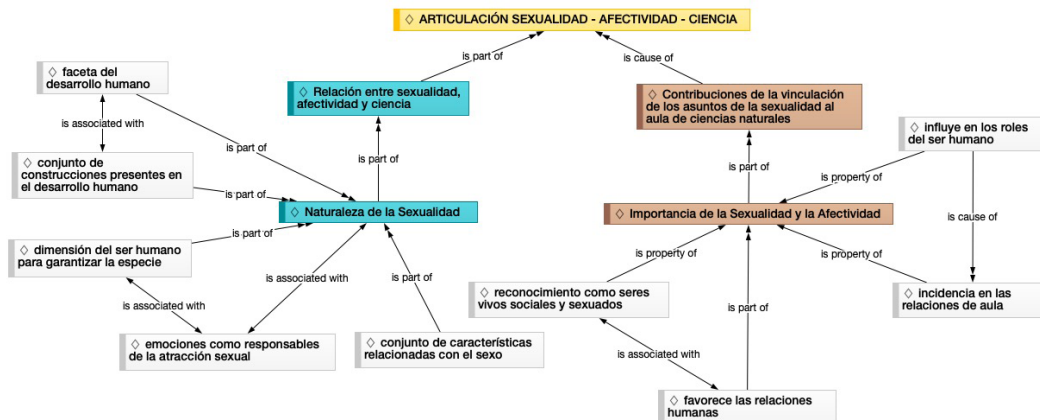 ◇ ARTICULACIÓN SEXUALIDAD - AFECTIVIDAD - CIENCIA
is part of
is cause of
◇ faceta del
desarrollo humano
◇ Relación entre sexualidad,
afectividad y ciencia
◇ Contribuciones de la vinculación
de los asuntos de la sexualidad al
aula de ciencias naturales
is associated with
◇ influye en los roles
del ser humano
is part of
is part of
is part of
◇ conjunto de
construcciones presentes en
el desarrollo humano
is property of
is part of
◇ Naturaleza de la Sexualidad
◇ Importancia de la Sexualidad y la Afectividad
is cause of
is part of
◇ dimensión del ser humano
para garantizar la especie
is property of
is property of
is associated with
is part of
◇ reconocimiento como seres
vivos sociales y sexuados
◇ incidencia en las
relaciones de aula
is associated with
is part of
◇ emociones como responsables
de la atracción sexual
◇ conjunto de características
relacionadas con el sexo
is associated with
◇ favorece las relaciones
humanas